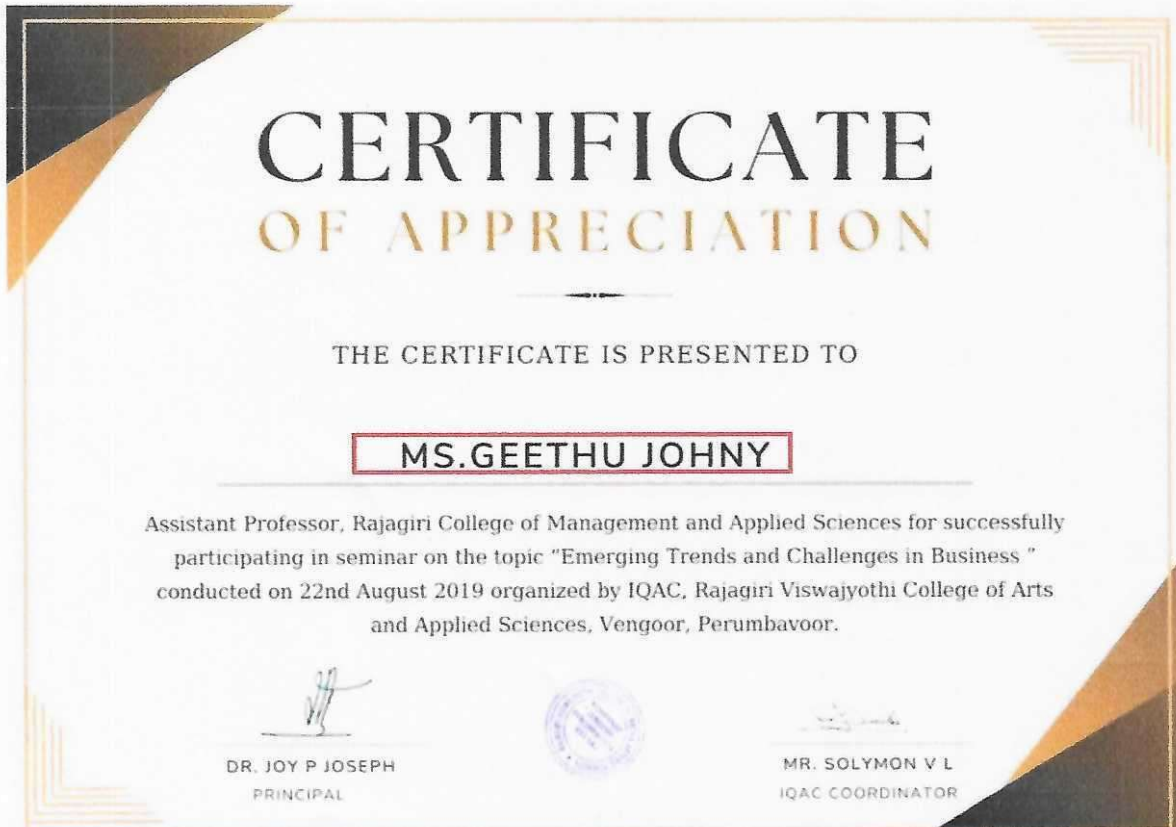 CERTIFICATE
OF APPRECIATION
THE CERTIFICATE IS PRESENTED TO
MS.GEETHU JOHNY
Assistant Professor, Rajagiri College of Management and Applied Sciences for successfully
participating in seminar on the topic "Emerging Trends and Challenges in Business "
conducted on 22nd August 2019 organized by IQAC, Rajagiri Viswajyothi College of Arts
and Applied Sciences, Vengoor, Perumbavoor.
DR. JOY P JOSEPH
PRINCIPAL
MR. SOLYMON V L
IQAC COORDINATOR